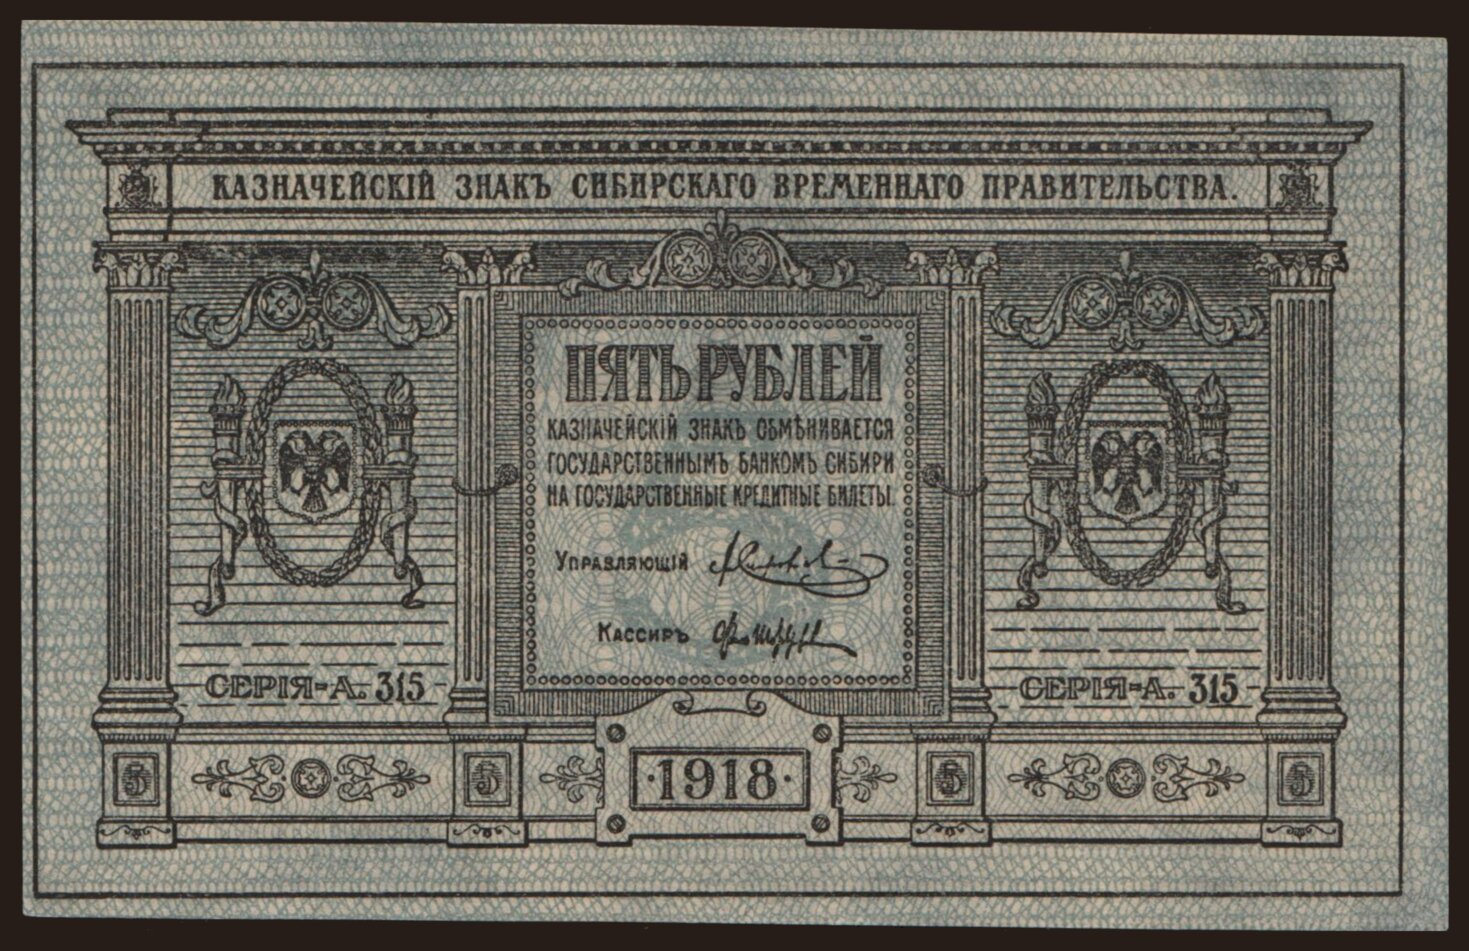 КАЗНАЧЕЙСКІЙ ЗНАКЪ СИБИРСКАГО ВРЕМЕННАГО ПРАВИТЕЛЬСТВА.
ПЯТЬ РУБЛЕЙ
КАЗНАЧЕЙСКІЙ ЗНАКЪ ОБМѢНИВАЕТСЯ
ГОСУДАРСТВЕННЫМЪ БАНКОМЪ СИБИРИ
НА ГОСУДАРСТВЕННЫЕ КРЕДИТНЫЕ БИЛЕТЫ.
УПРАВЛЯЮЩІЙ
КАССИРЪ
СЕРІЯ-А. 315
СЕРІЯ-А. 315
5
5
·1918·
5
5